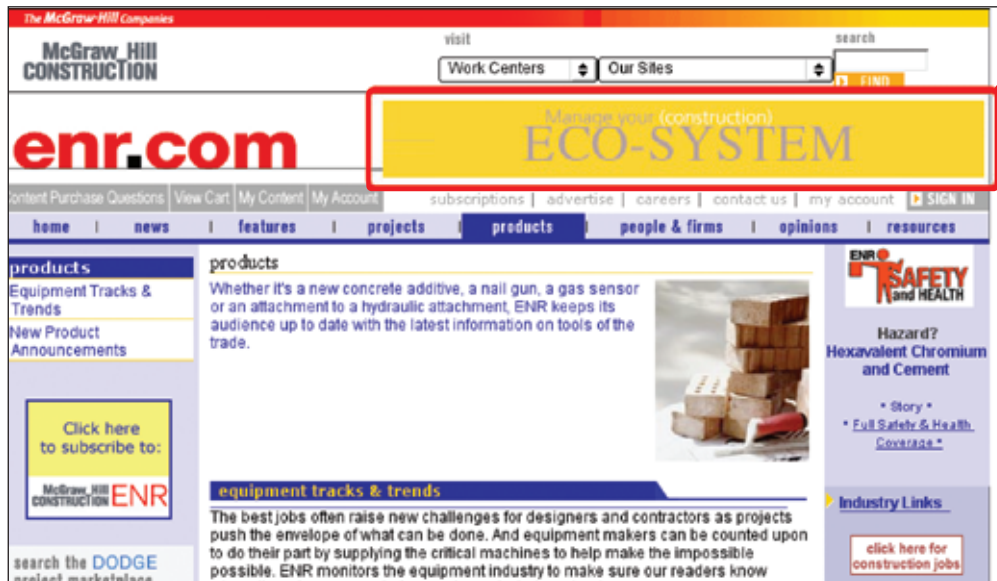 The McGraw-Hill Companies
McGraw Hill
CONSTRUCTION
visit
search
Work Centers
Our Sites
FIND
enr.com
Manage your (construction)
ECO-SYSTEM
Content Purchase Questions
View Cart
My Content
My Account
subscriptions | advertise | careers | contact us | my account
SIGN IN
home | news | features | projects | products | people & firms | opinions | resources
products
Equipment Tracks &
Trends
New Product
Announcements
Click here
to subscribe to:
McGraw Hill
CONSTRUCTION ENR
search the DODGE
project marketplace
products
Whether it's a new concrete additive, a nail gun, a gas sensor
or an attachment to a hydraulic attachment, ENR keeps its
audience up to date with the latest information on tools of the
trade.
equipment tracks & trends
The best jobs often raise new challenges for designers and contractors as projects
push the envelope of what can be done. And equipment makers can be counted upon
to do their part by supplying the critical machines to help make the impossible
possible. ENR monitors the equipment industry to make sure our readers know
ENR
SAFETY
and HEALTH
Hazard?
Hexavalent Chromium
and Cement
* Story *
* Full Safety & Health
Coverage *
Industry Links
click here for
construction jobs